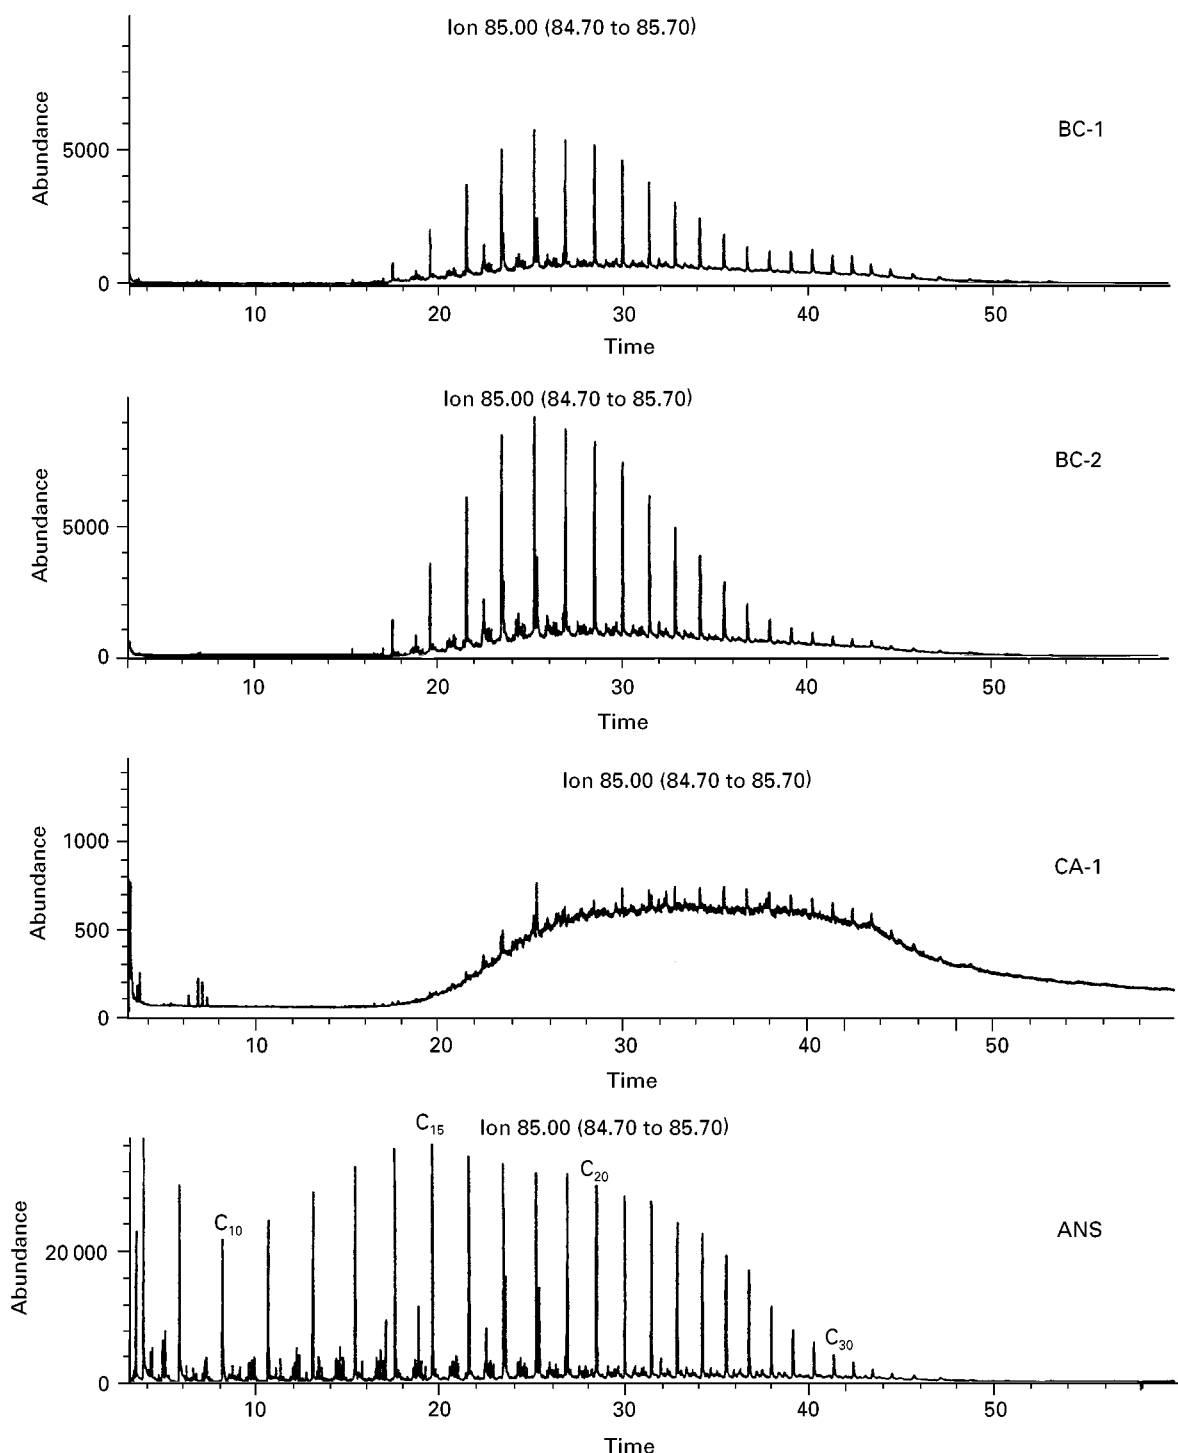 Ion 85.00 (84.70 to 85.70)
BC-1
Abundance
5000
0
10 20 30 40 50
Time
Ion 85.00 (84.70 to 85.70)
BC-2
Abundance
5000
0
10 20 30 40 50
Time
Ion 85.00 (84.70 to 85.70)
CA-1
Abundance
1000
500
0
10 20 30 40 50
Time
C₁₅ Ion 85.00 (84.70 to 85.70)
C₂₀
C₁₀
ANS
Abundance
20 000
C₃₀
0
10 20 30 40 50
Time